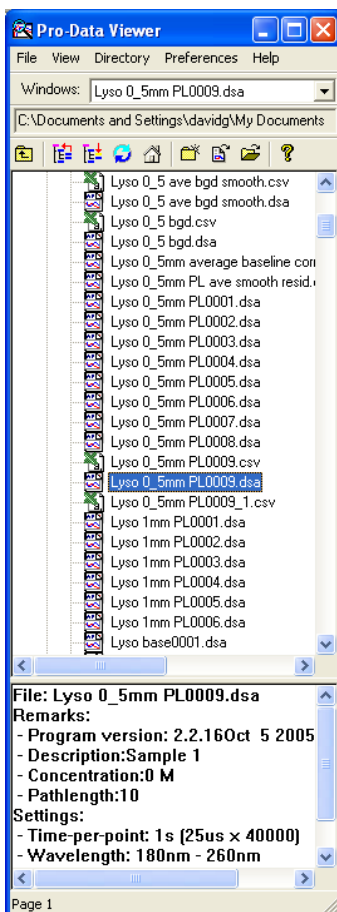 Pro-Data Viewer
File View Directory Preferences Help
Windows: Lyso 0_5mm PL0009.dsa
C:\Documents and Settings\davidg\My Documents
Lyso 0_5 ave bgd smooth.csv
Lyso 0_5 ave bgd smooth.dsa
Lyso 0_5 bgd.csv
Lyso 0_5 bgd.dsa
Lyso 0_5mm average baseline corr
Lyso 0_5mm PL ave smooth resid.
Lyso 0_5mm PL0001.dsa
Lyso 0_5mm PL0002.dsa
Lyso 0_5mm PL0003.dsa
Lyso 0_5mm PL0004.dsa
Lyso 0_5mm PL0005.dsa
Lyso 0_5mm PL0006.dsa
Lyso 0_5mm PL0007.dsa
Lyso 0_5mm PL0008.dsa
Lyso 0_5mm PL0009.csv
Lyso 0_5mm PL0009.dsa
Lyso 0_5mm PL0009_1.csv
Lyso 1mm PL0001.dsa
Lyso 1mm PL0002.dsa
Lyso 1mm PL0003.dsa
Lyso 1mm PL0004.dsa
Lyso 1mm PL0005.dsa
Lyso 1mm PL0006.dsa
Lyso base0001.dsa
File: Lyso 0_5mm PL0009.dsa
Remarks:
- Program version: 2.2.16Oct 5 2005
- Description:Sample 1
- Concentration:0 M
- Pathlength:10
Settings:
- Time-per-point: 1s (25us x 40000)
- Wavelength: 180nm - 260nm
Page 1